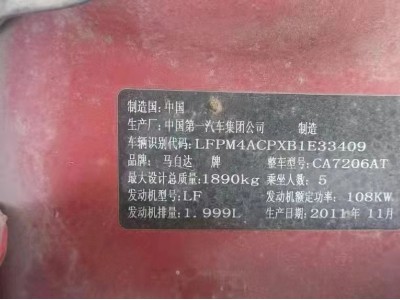 制造国: 中国
生产厂: 中国第一汽车集团公司 制造
车辆识别代码: LFPM4ACPXB1E33409
品牌: 马自达 牌 整车型号: CA7206AT
最大设计总质量: 1890kg 乘坐人数: 5
发动机型号: LF 发动机额定功率: 108KW
发动机排量: 1.999L 生产日期: 2011年 11月